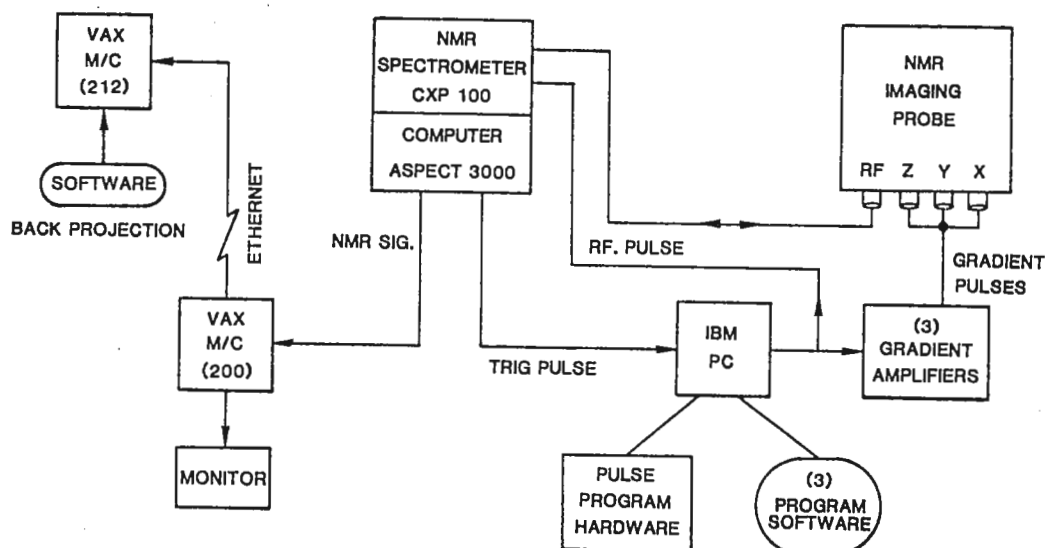 VAX
M/C
(212)
SOFTWARE
BACK PROJECTION
ETHERNET
VAX
M/C
(200)
MONITOR
NMR
SPECTROMETER
CXP 100
COMPUTER
ASPECT 3000
NMR SIG.
TRIG PULSE
RF. PULSE
NMR
IMAGING
PROBE
RF Z Y X
GRADIENT
PULSES
IBM
PC
(3)
GRADIENT
AMPLIFIERS
PULSE
PROGRAM
HARDWARE
(3)
PROGRAM
SOFTWARE